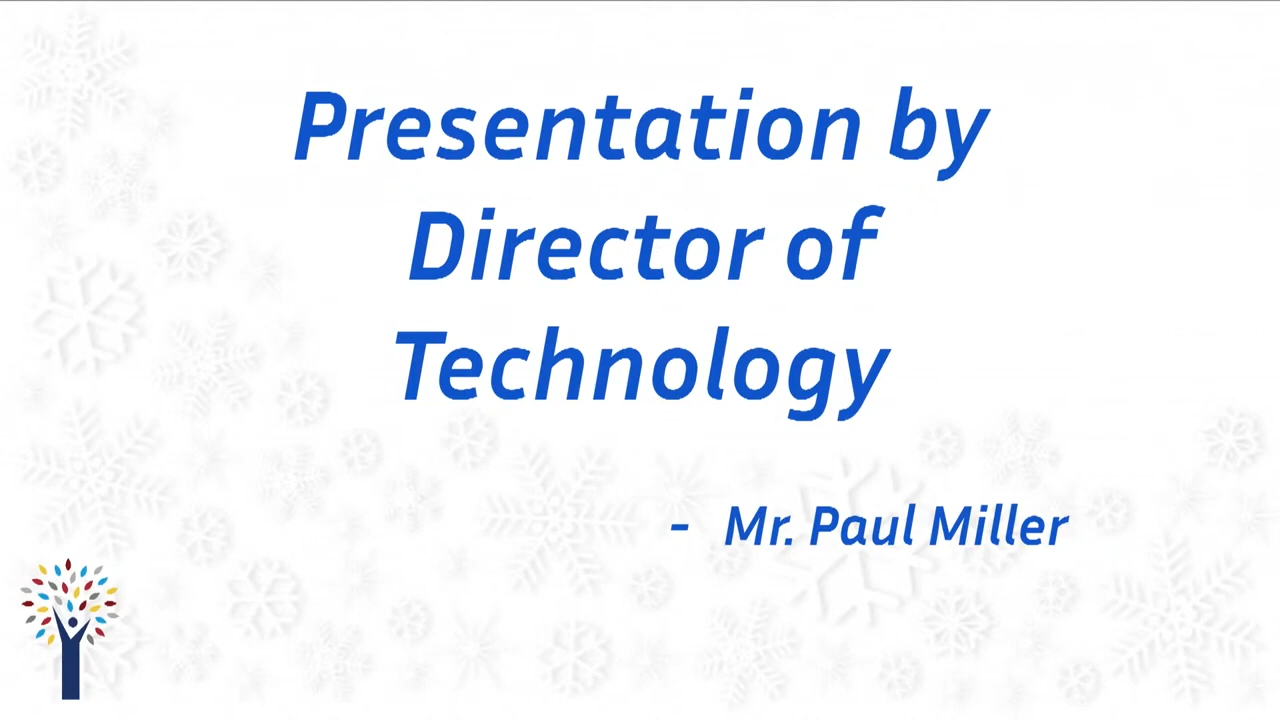 Presentation by
Director of
Technology
- Mr. Paul Miller